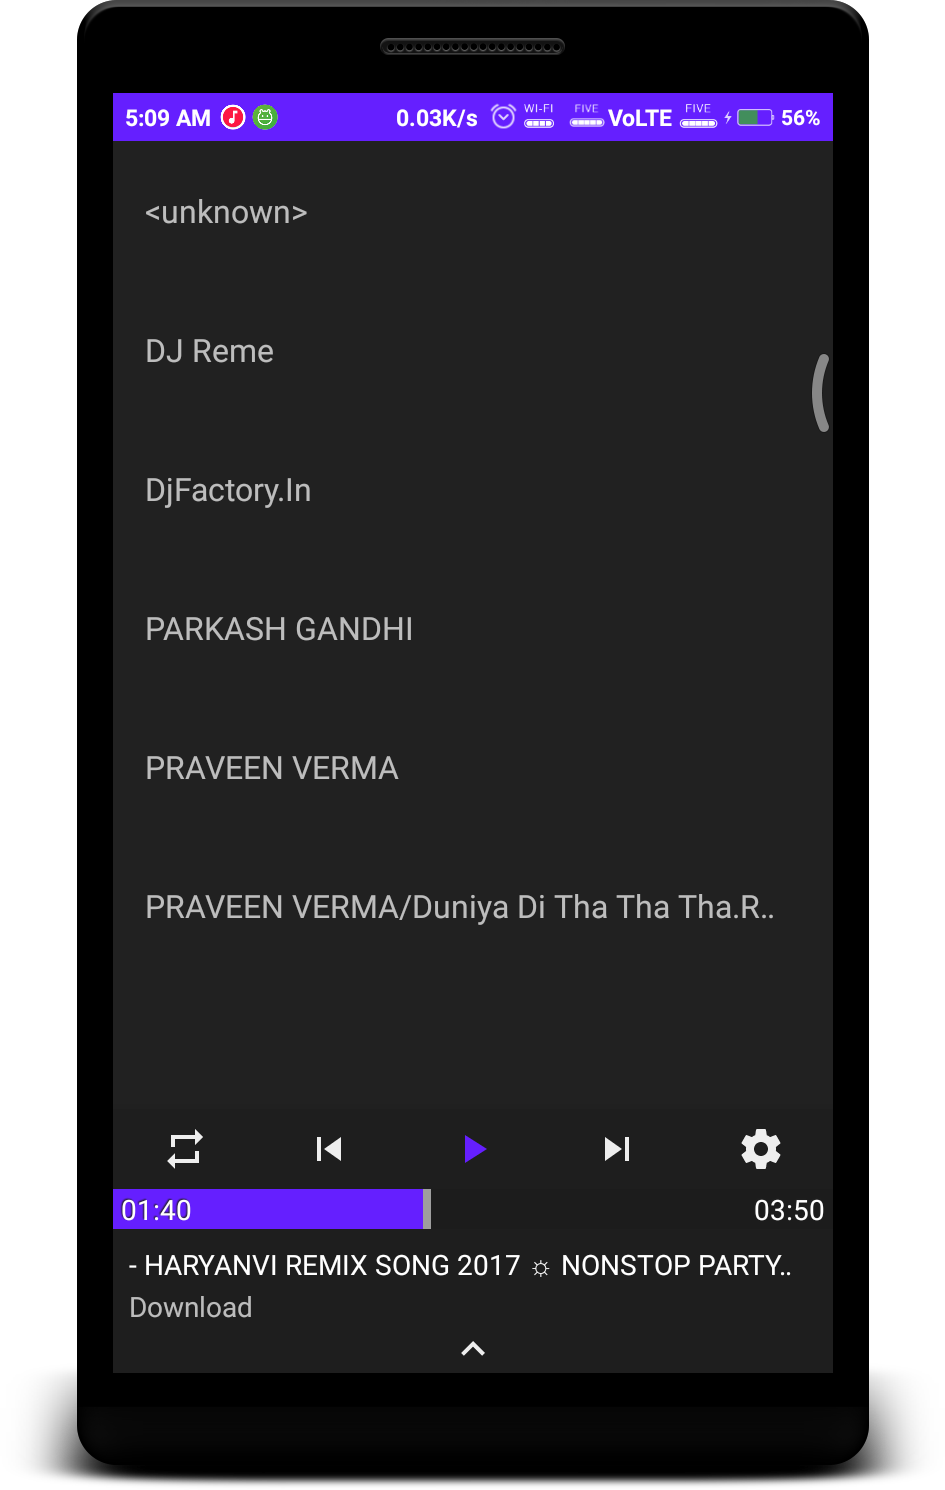 5:09 AM 0.03K/s WI-FI FIVE VoLTE FIVE 56%
<unknown>
DJ Reme
DjFactory.In
PARKASH GANDHI
PRAVEEN VERMA
PRAVEEN VERMA/Duniya Di Tha Tha Tha.R..
01:40 03:50
- HARYANVI REMIX SONG 2017 ☼ NONSTOP PARTY..
Download